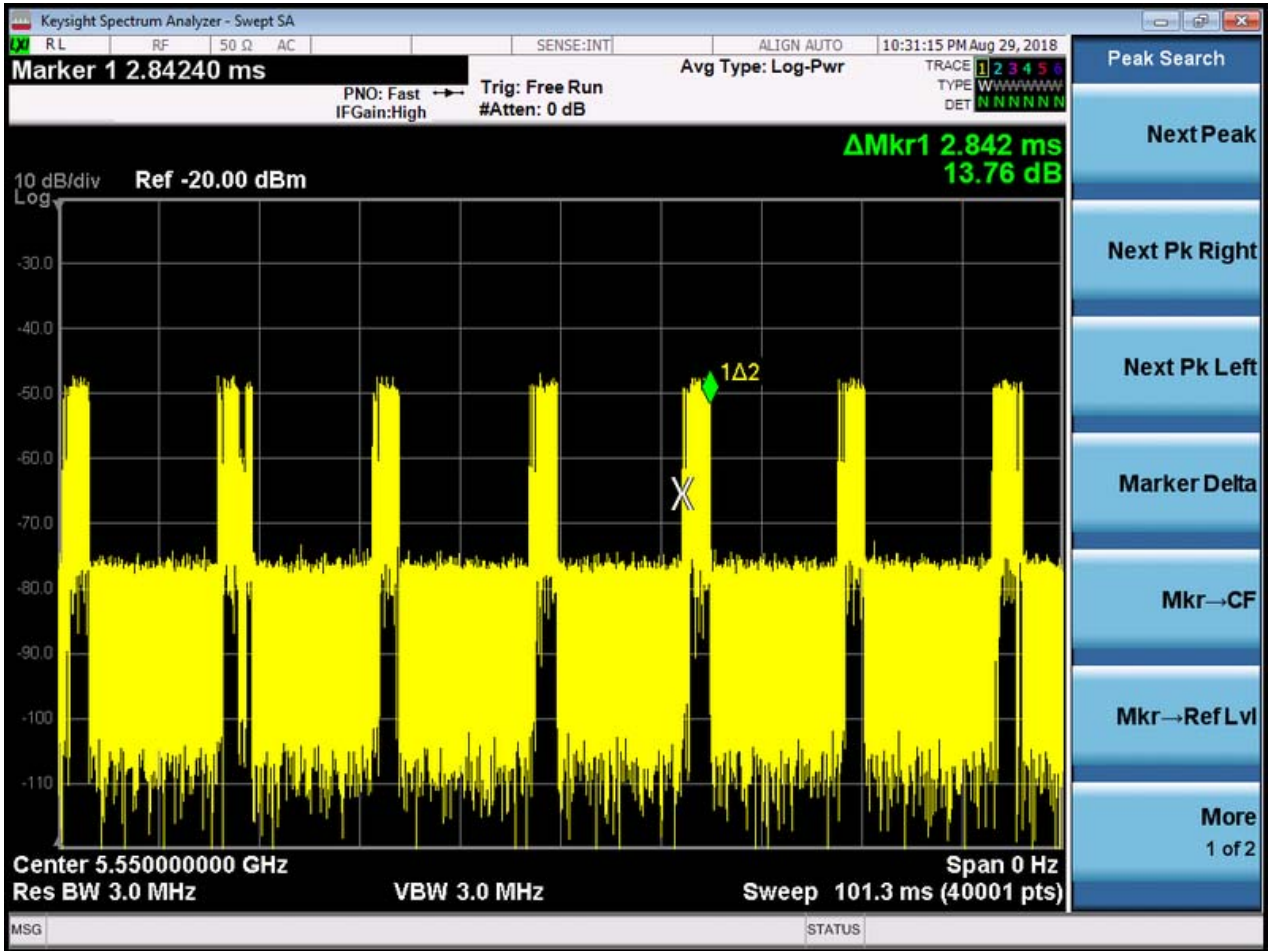 Keysight Spectrum Analyzer - Swept SA
LXI RL RF 50 Ω AC SENSE:INT ALIGN AUTO 10:31:15 PM Aug 29, 2018
Marker 1 2.84240 ms
PNO: Fast
IFGain:High
Trig: Free Run
#Atten: 0 dB
Avg Type: Log-Pwr
TRACE 1 2 3 4 5 6
TYPE WWWWWW
DET N N N N N N
ΔMkr1 2.842 ms
13.76 dB
10 dB/div Ref -20.00 dBm
Log
-30.0
-40.0
-50.0
-60.0
-70.0
-80.0
-90.0
-100
-110
1Δ2
X
Center 5.550000000 GHz
Span 0 Hz
Res BW 3.0 MHz
VBW 3.0 MHz
Sweep 101.3 ms (40001 pts)
MSG
STATUS
Peak Search
Next Peak
Next Pk Right
Next Pk Left
Marker Delta
Mkr→CF
Mkr→Ref Lvl
More
1 of 2